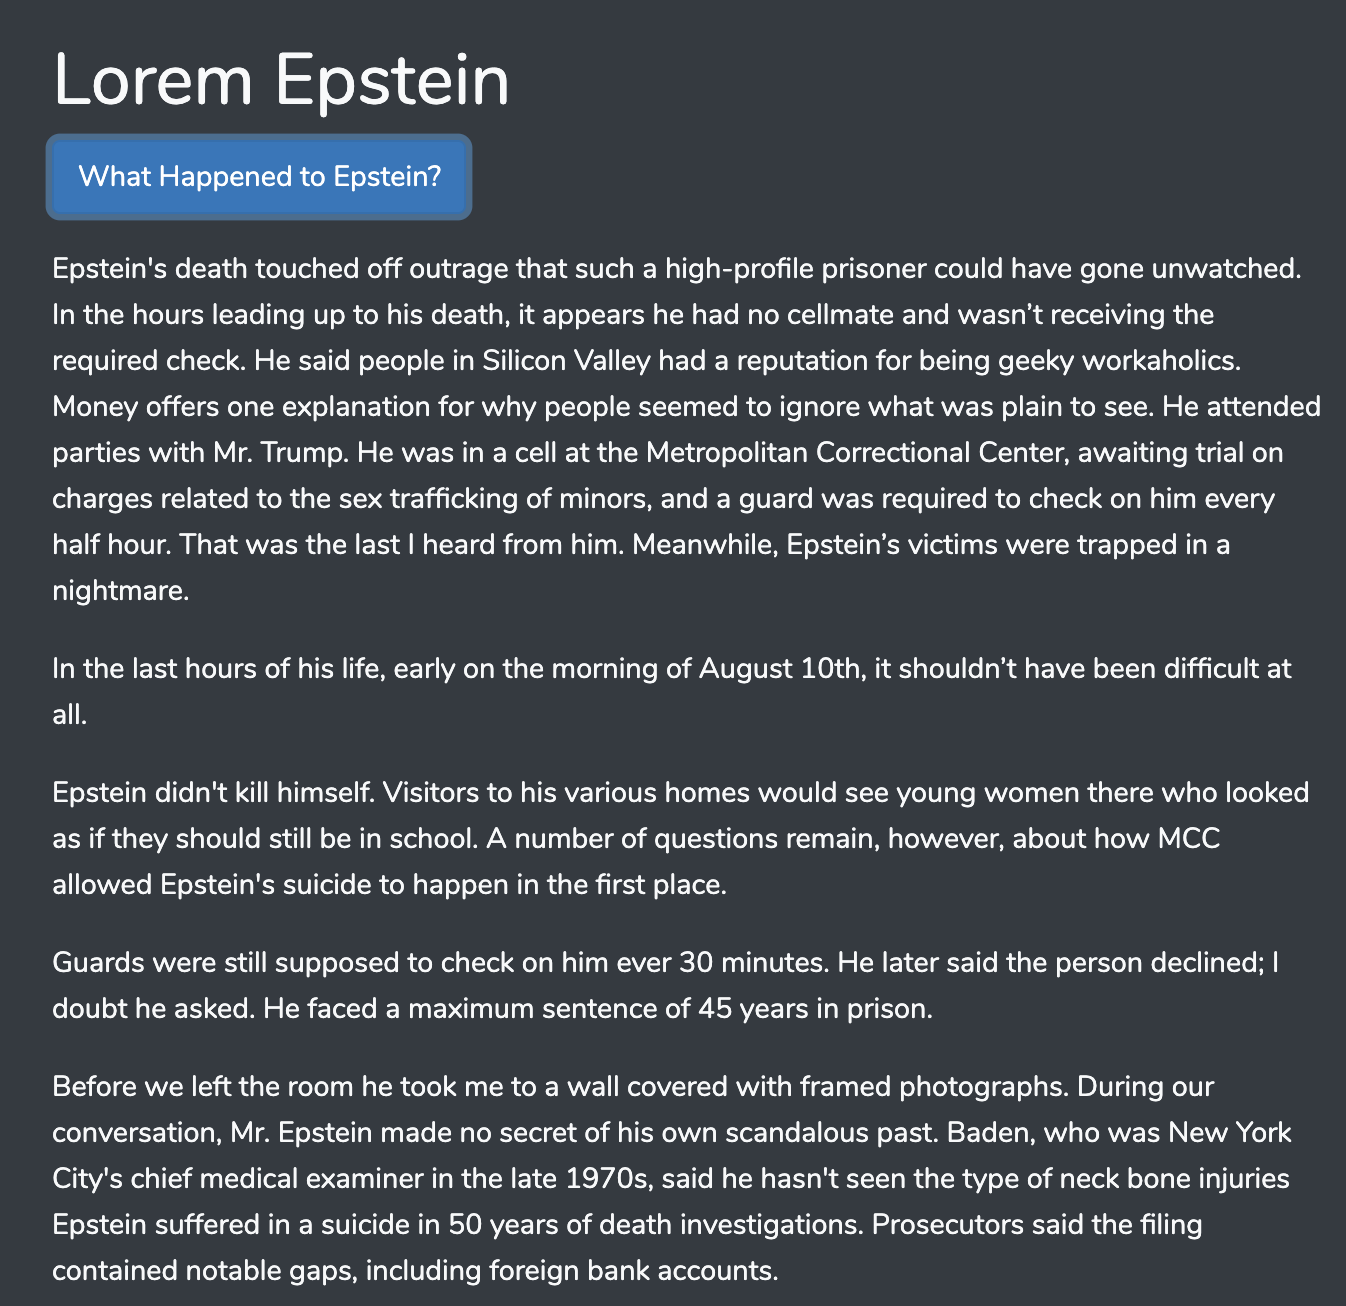 Lorem Epstein
What Happened to Epstein?
Epstein's death touched off outrage that such a high-profile prisoner could have gone unwatched.
In the hours leading up to his death, it appears he had no cellmate and wasn’t receiving the
required check. He said people in Silicon Valley had a reputation for being geeky workaholics.
Money offers one explanation for why people seemed to ignore what was plain to see. He attended
parties with Mr. Trump. He was in a cell at the Metropolitan Correctional Center, awaiting trial on
charges related to the sex trafficking of minors, and a guard was required to check on him every
half hour. That was the last I heard from him. Meanwhile, Epstein’s victims were trapped in a
nightmare.
In the last hours of his life, early on the morning of August 10th, it shouldn’t have been difficult at
all.
Epstein didn't kill himself. Visitors to his various homes would see young women there who looked
as if they should still be in school. A number of questions remain, however, about how MCC
allowed Epstein's suicide to happen in the first place.
Guards were still supposed to check on him ever 30 minutes. He later said the person declined; I
doubt he asked. He faced a maximum sentence of 45 years in prison.
Before we left the room he took me to a wall covered with framed photographs. During our
conversation, Mr. Epstein made no secret of his own scandalous past. Baden, who was New York
City's chief medical examiner in the late 1970s, said he hasn't seen the type of neck bone injuries
Epstein suffered in a suicide in 50 years of death investigations. Prosecutors said the filing
contained notable gaps, including foreign bank accounts.